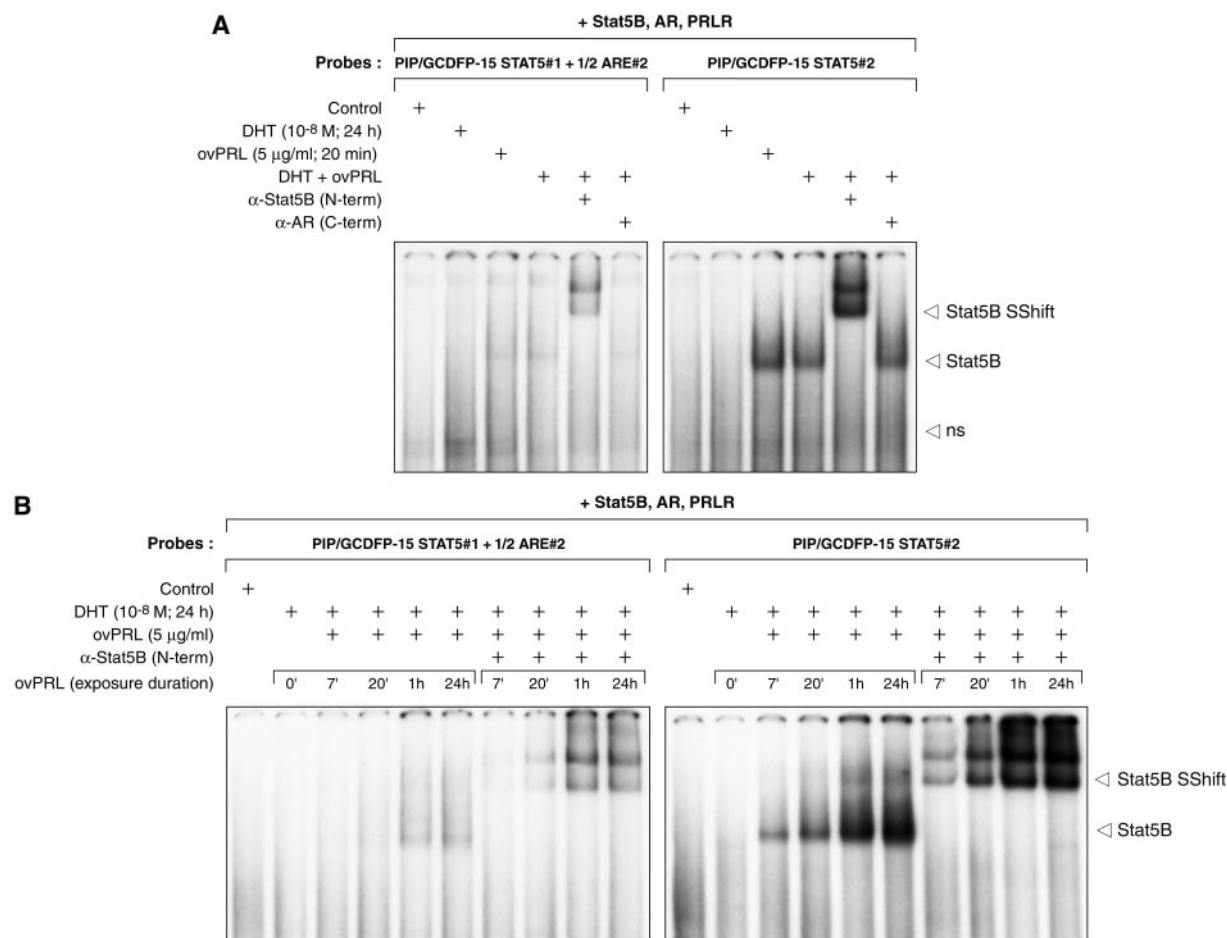 A
+ Stat5B, AR, PRLR
Probes : PIP/GCDFP-15 STAT5#1 + 1/2 ARE#2 PIP/GCDFP-15 STAT5#2
Control + +
DHT (10⁻⁸ M; 24 h) + +
ovPRL (5 μg/ml; 20 min) + +
DHT + ovPRL + + + + + +
α-Stat5B (N-term) + +
α-AR (C-term) + +
◁ Stat5B SShift
◁ Stat5B
◁ ns
B
+ Stat5B, AR, PRLR
Probes : PIP/GCDFP-15 STAT5#1 + 1/2 ARE#2 PIP/GCDFP-15 STAT5#2
Control + +
DHT (10⁻⁸ M; 24 h) + + + + + + + + + + + + + + + + + +
ovPRL (5 μg/ml) + + + + + + + + + + + + + + + +
α-Stat5B (N-term) + + + + + + + +
ovPRL (exposure duration) 0' 7' 20' 1h 24h 7' 20' 1h 24h 0' 7' 20' 1h 24h 7' 20' 1h 24h
◁ Stat5B SShift
◁ Stat5B